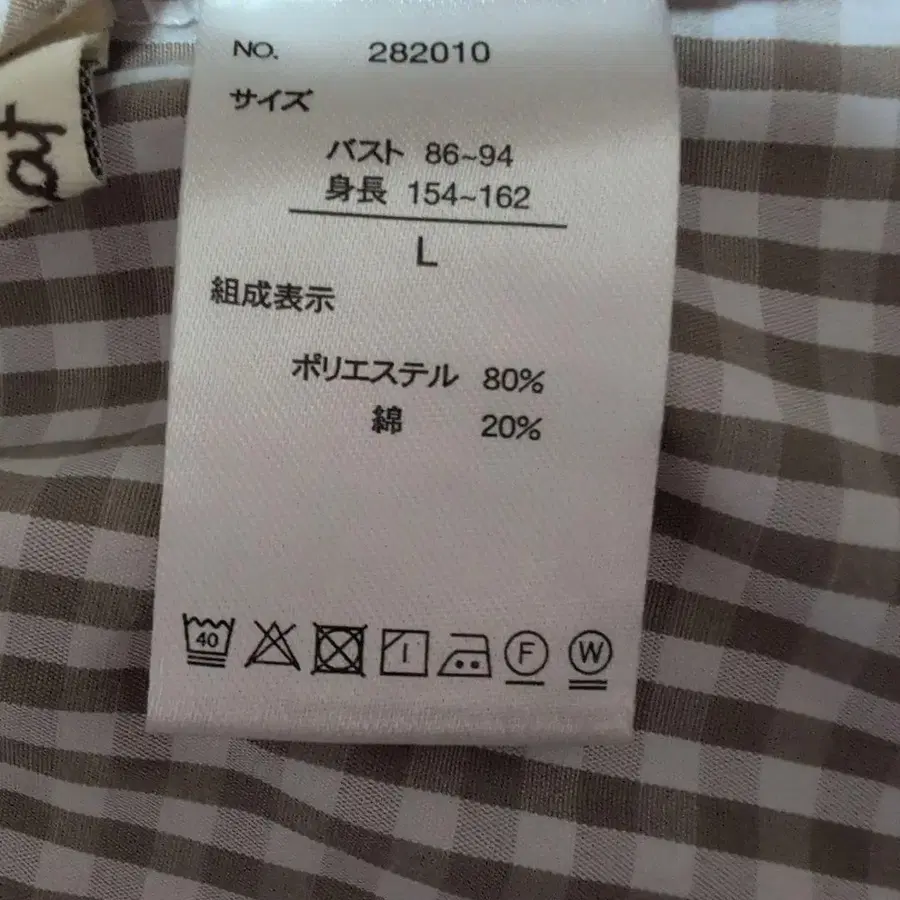 NO. 282010
サイズ
バスト 86~94
身長 154~162
L
組成表示
ポリエステル 80%
綿 20%
40
F
W